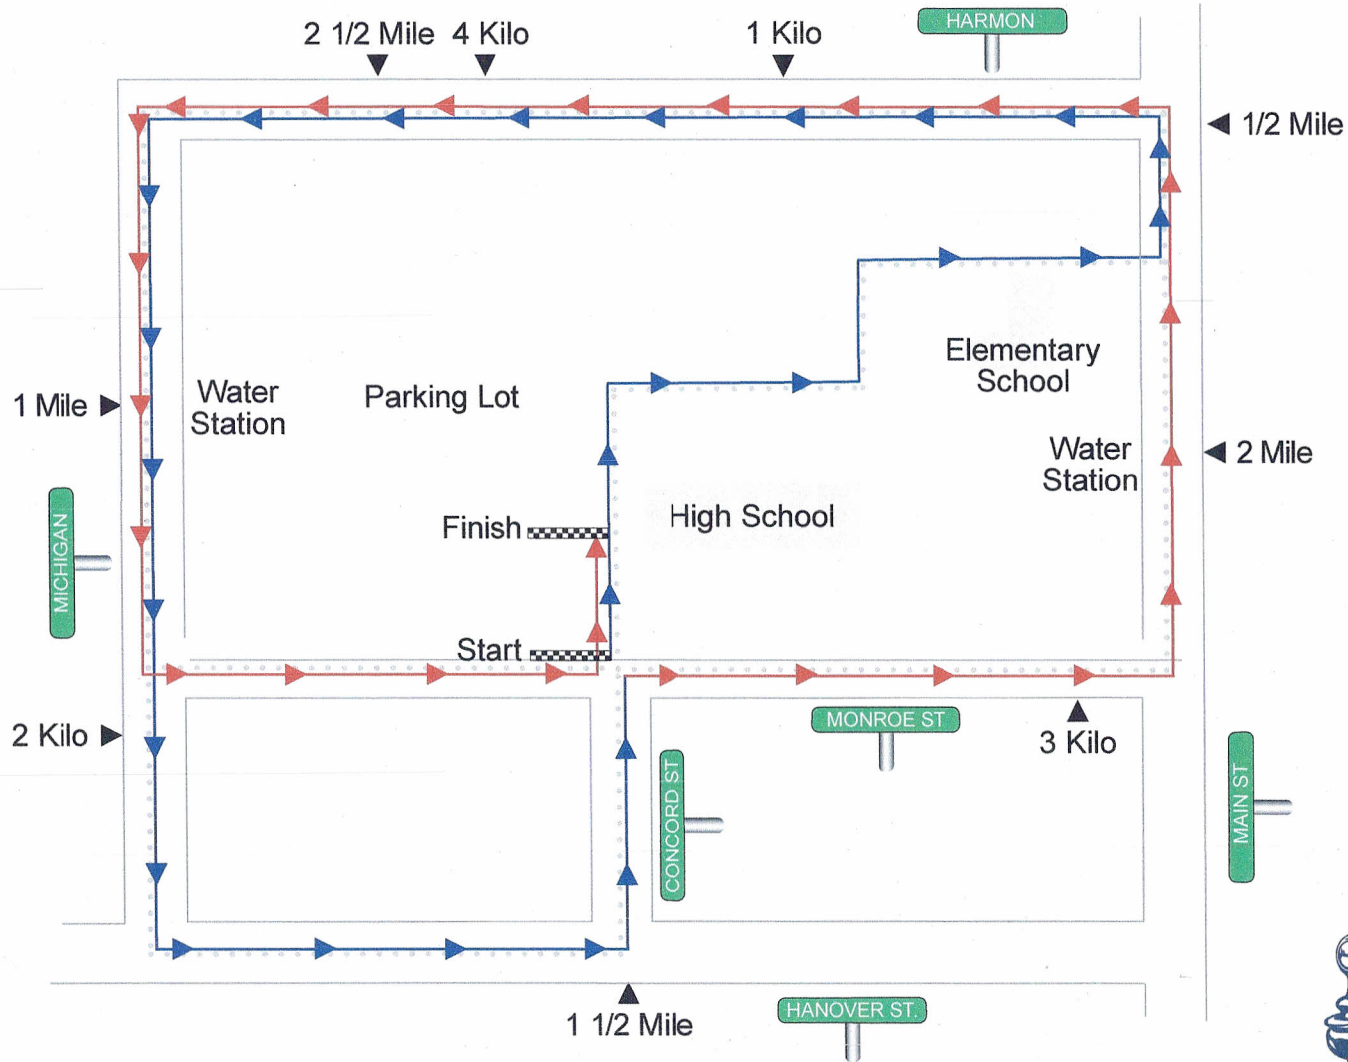 HARMON
2 1/2 Mile
4 Kilo
1 Kilo
1/2 Mile
Elementary
School
Water
Station
Parking Lot
1 Mile
Water
Station
2 Mile
High School
Finish
MICHIGAN
Start
MONROE ST
2 Kilo
3 Kilo
CONCORD ST
MAIN ST
HANOVER ST.
1 1/2 Mile